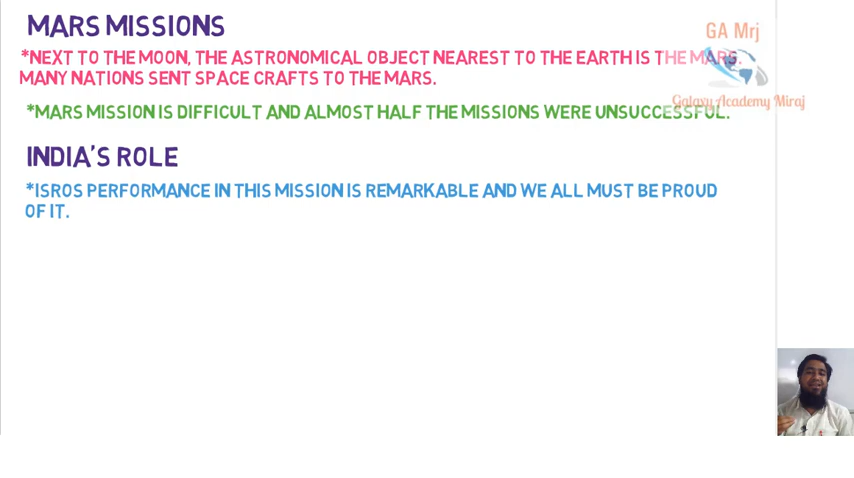 MARS MISSIONS
GA Mrj
*NEXT TO THE MOON, THE ASTRONOMICAL OBJECT NEAREST TO THE EARTH IS THE MARS.
MANY NATIONS SENT SPACE CRAFTS TO THE MARS.
Galaxy Academy Miraj
*MARS MISSION IS DIFFICULT AND ALMOST HALF THE MISSIONS WERE UNSUCCESSFUL.
INDIA'S ROLE
*ISROS PERFORMANCE IN THIS MISSION IS REMARKABLE AND WE ALL MUST BE PROUD
OF IT.